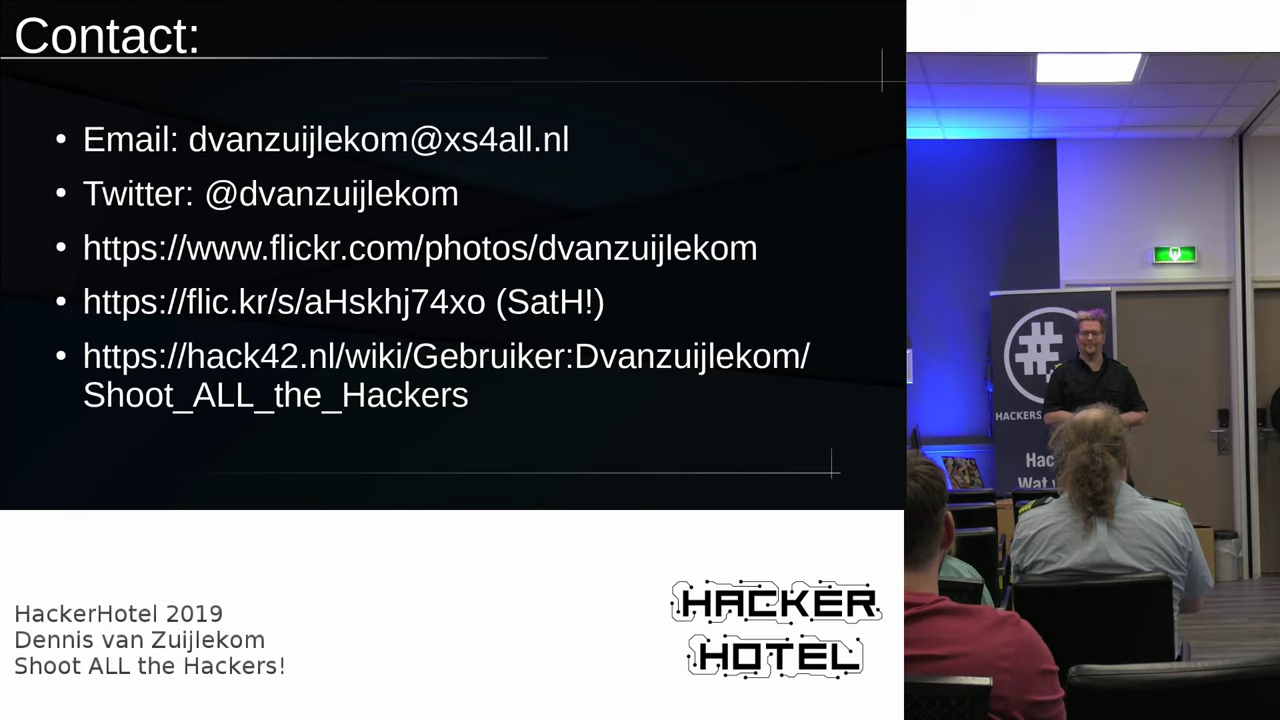 Contact:
• Email: dvanzuijlekom@xs4all.nl
• Twitter: @dvanzuijlekom
• https://www.flickr.com/photos/dvanzuijlekom
• https://flic.kr/s/aHskhj74xo (SatH!)
• https://hack42.nl/wiki/Gebruiker:Dvanzuijlekom/
Shoot_ALL_the_Hackers
HackerHotel 2019
Dennis van Zuijlekom
Shoot ALL the Hackers!
HACKER
HOTEL
#
HACKERS
Hac
Wat